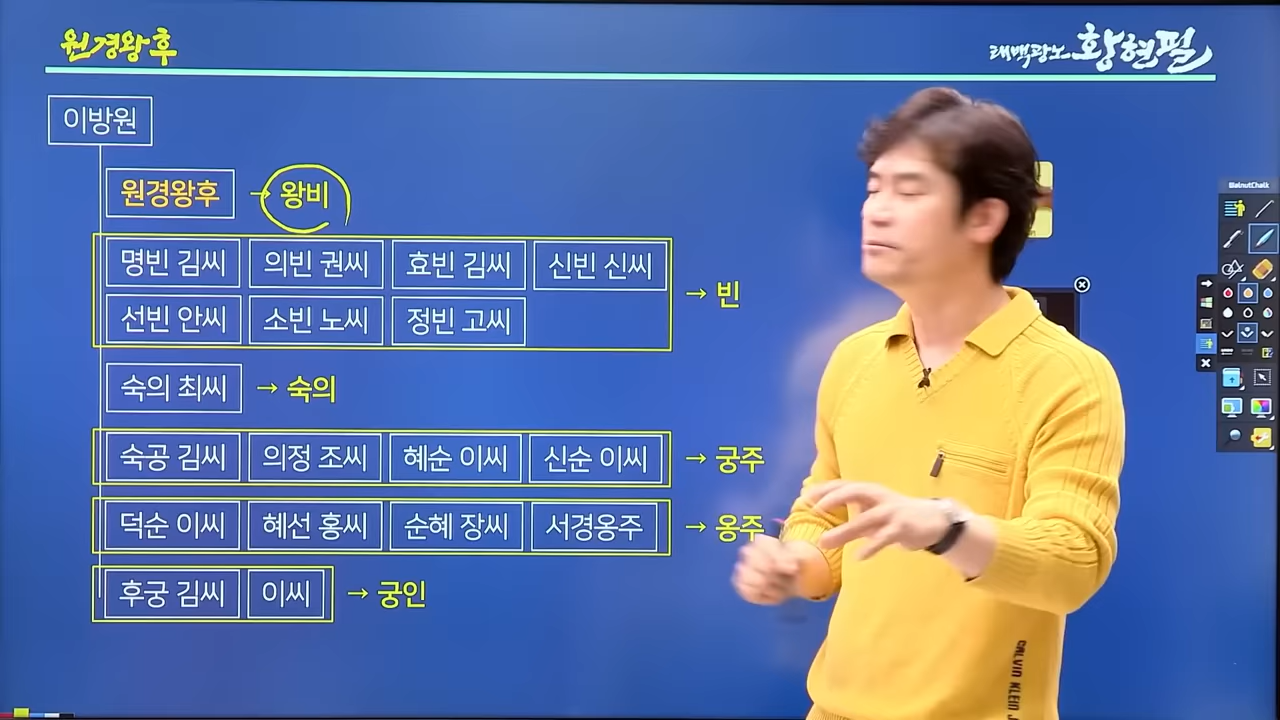 원경왕후
태백광노 황현필
이방원
원경왕후 → 왕비
명빈 김씨 의빈 권씨 효빈 김씨 신빈 신씨
선빈 안씨 소빈 노씨 정빈 고씨
→ 빈
숙의 최씨 → 숙의
숙공 김씨 의정 조씨 혜순 이씨 신순 이씨 → 궁주
덕순 이씨 혜선 홍씨 순혜 장씨 서경옹주 → 옹주
후궁 김씨 이씨 → 궁인
WalnutChalk
CALVIN KLEIN J